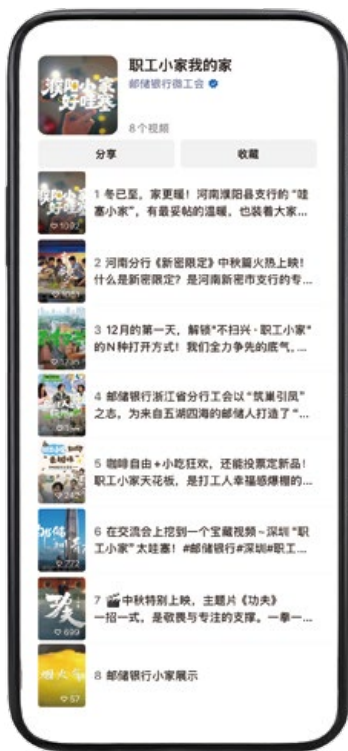 濮阳小家
好哇塞
职工小家我的家
邮储银行微工会
8个视频
分享
收藏
1 冬已至，家更暖！河南濮阳县支行的“哇
塞小家”，有最妥帖的温暖，也装着大家...
1092
2 河南分行《新密限定》中秋篇火热上映！
什么是新密限定？是河南新密市支行的专...
3 12月的第一天，解锁“不扫兴·职工小家”
的N种打开方式！我们全力争先的底气，...
4 邮储银行浙江省分行工会以“筑巢引凤”
之志，为来自五湖四海的邮储人打造了“...
5 咖啡自由+小吃狂欢，还能投票定新品！
职工小家天花板，是打工人幸福感爆棚的...
242
6 在交流会上挖到一个宝藏视频~深圳“职
工小家”太哇塞！#邮储银行#深圳#职工...
772
7 🎬中秋特别上映，主题片《功夫》
一招一式，是敬畏与专注的支撑。一拳一...
699
8 邮储银行小家展示
57